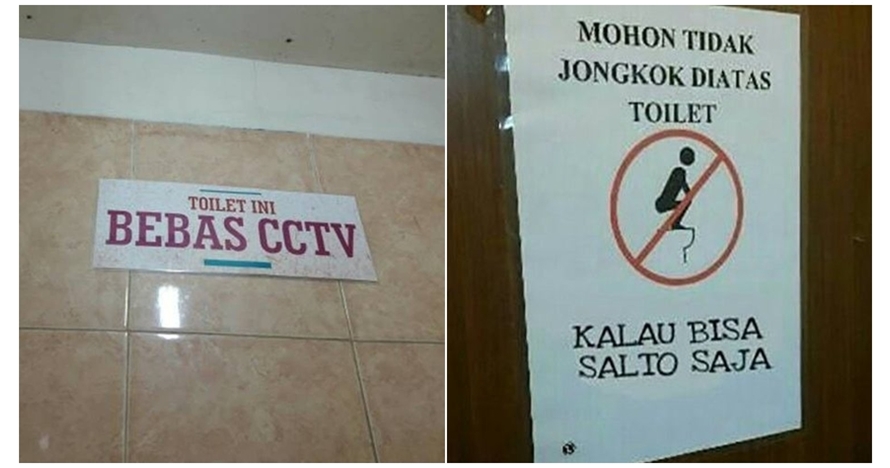 TOILET INI
BEBAS CCTV
MOHON TIDAK
JONGKOK DIATAS
TOILET
KALAU BISA
SALTO SAJA